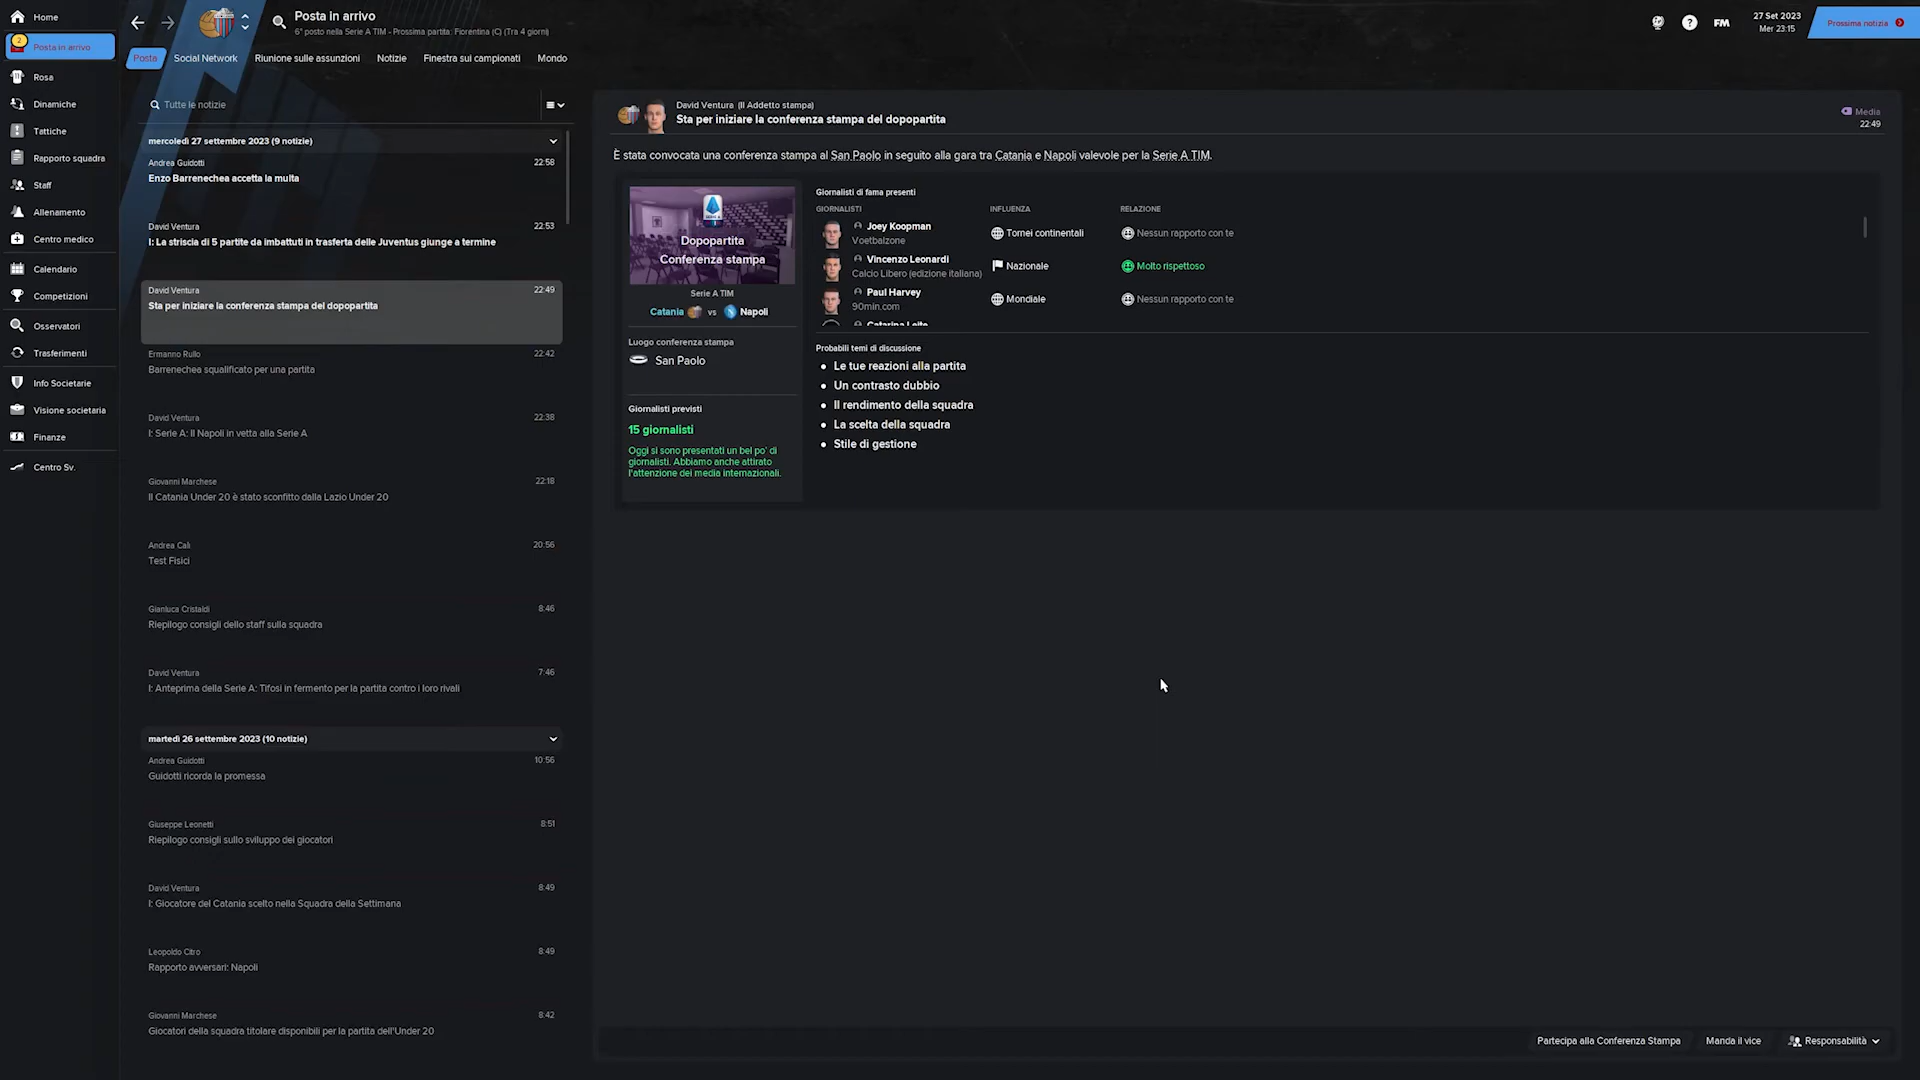 Home
2
Posta in arrivo
Rosa
Dinamiche
Tattiche
Rapporto squadra
Staff
Allenamento
Centro medico
Calendario
Competizioni
Osservatori
Trasferimenti
Info Societarie
Visione societaria
Finanze
Centro Sv.
Posta in arrivo
6° posto nella Serie A TIM - Prossima partita: Fiorentina (C) (Tra 4 giorni)
FM
27 Set 2023
Mer 23:15
Prossima notizia
Posta
Social Network
Riunione sulle assunzioni
Notizie
Finestra sui campionati
Mondo
Tutte le notizie
mercoledì 27 settembre 2023 (9 notizie)
Andrea Guidotti 22:58
Enzo Barrenechea accetta la multa
David Ventura 22:53
I: La striscia di 5 partite da imbattuti in trasferta delle Juventus giunge a termine
David Ventura 22:49
Sta per iniziare la conferenza stampa del dopopartita
Ermanno Rullo 22:42
Barrenechea squalificato per una partita
David Ventura 22:38
I: Serie A: Il Napoli in vetta alla Serie A
Giovanni Marchese 22:18
Il Catania Under 20 è stato sconfitto dalla Lazio Under 20
Andrea Calì 20:56
Test Fisici
Gianluca Cristaldi 8:46
Riepilogo consigli dello staff sulla squadra
David Ventura 7:46
I: Anteprima della Serie A: Tifosi in fermento per la partita contro i loro rivali
martedì 26 settembre 2023 (10 notizie)
Andrea Guidotti 10:56
Guidotti ricorda la promessa
Giuseppe Leonetti 8:51
Riepilogo consigli sullo sviluppo dei giocatori
David Ventura 8:49
I: Giocatore del Catania scelto nella Squadra della Settimana
Leopoldo Citro 8:49
Rapporto avversari: Napoli
Giovanni Marchese 8:42
Giocatori della squadra titolare disponibili per la partita dell'Under 20
David Ventura (Il Addetto stampa)
Sta per iniziare la conferenza stampa del dopopartita
Media
22:49
È stata convocata una conferenza stampa al San Paolo in seguito alla gara tra Catania e Napoli valevole per la Serie A TIM.
SERIE A
Dopopartita
Conferenza stampa
Serie A TIM
Catania vs Napoli
Luogo conferenza stampa
San Paolo
Giornalisti previsti
15 giornalisti
Oggi si sono presentati un bel po' di
giornalisti. Abbiamo anche attirato
l'attenzione dei media internazionali.
Giornalisti di fama presenti
GIORNALISTI INFLUENZA RELAZIONE
Joey Koopman
Voetbalzone
Tornei continentali
Nessun rapporto con te
Vincenzo Leonardi
Calcio Libero (edizione italiana)
Nazionale
Molto rispettoso
Paul Harvey
90min.com
Mondiale
Nessun rapporto con te
Catarina Leite
Probabili temi di discussione
• Le tue reazioni alla partita
• Un contrasto dubbio
• Il rendimento della squadra
• La scelta della squadra
• Stile di gestione
Partecipa alla Conferenza Stampa
Manda il vice
Responsabilità